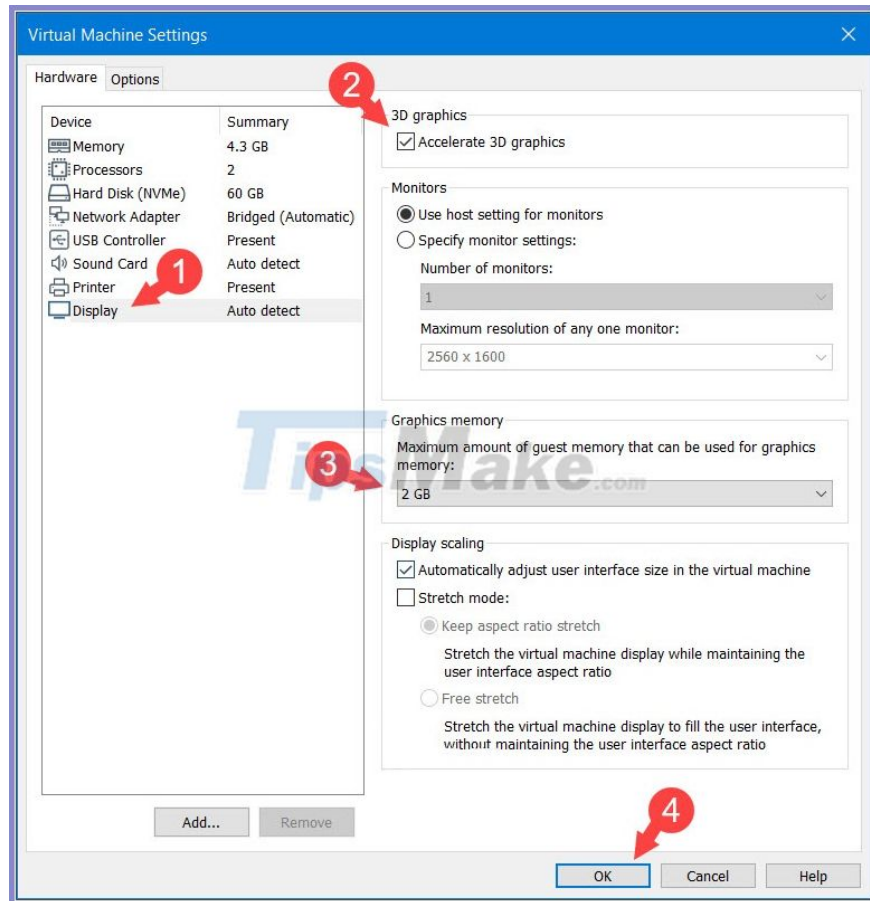 Virtual Machine Settings
Hardware Options
2
Device Summary
Memory 4.3 GB
Processors 2
Hard Disk (NVMe) 60 GB
Network Adapter Bridged (Automatic)
USB Controller Present
Sound Card Auto detect
Printer Present
Display Auto detect
1
3D graphics
Accelerate 3D graphics
Monitors
Use host setting for monitors
Specify monitor settings:
Number of monitors:
1
Maximum resolution of any one monitor:
2560 x 1600
Graphics memory
Maximum amount of guest memory that can be used for graphics
memory:
3
2 GB
TipsMake.com
Display scaling
Automatically adjust user interface size in the virtual machine
Stretch mode:
Keep aspect ratio stretch
Stretch the virtual machine display while maintaining the
user interface aspect ratio
Free stretch
Stretch the virtual machine display to fill the user interface,
without maintaining the user interface aspect ratio
Add... Remove
4
OK Cancel Help